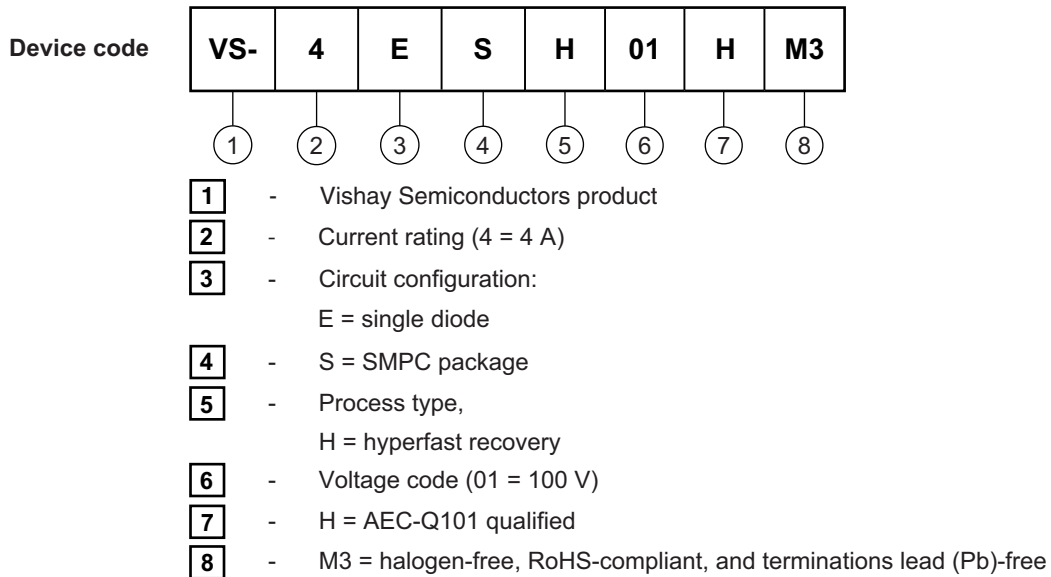 Device code VS- 4 E S H 01 H M3
1 2 3 4 5 6 7 8
1 - Vishay Semiconductors product
2 - Current rating (4 = 4 A)
3 - Circuit configuration:
E = single diode
4 - S = SMPC package
5 - Process type,
H = hyperfast recovery
6 - Voltage code (01 = 100 V)
7 - H = AEC-Q101 qualified
8 - M3 = halogen-free, RoHS-compliant, and terminations lead (Pb)-free